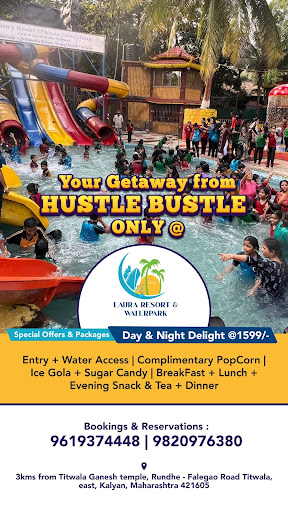 Your Getaway from
HUSTLE BUSTLE
ONLY @
LAURA RESORT &
WATERPARK
Special Offers & Packages
Day & Night Delight @1599/-
Entry + Water Access | Complimentary PopCorn |
Ice Gola + Sugar Candy | BreakFast + Lunch +
Evening Snack & Tea + Dinner
Bookings & Reservations :
9619374448 | 9820976380
3kms from Titwala Ganesh temple, Rundhe - Falegao Road Titwala,
east, Kalyan, Maharashtra 421605